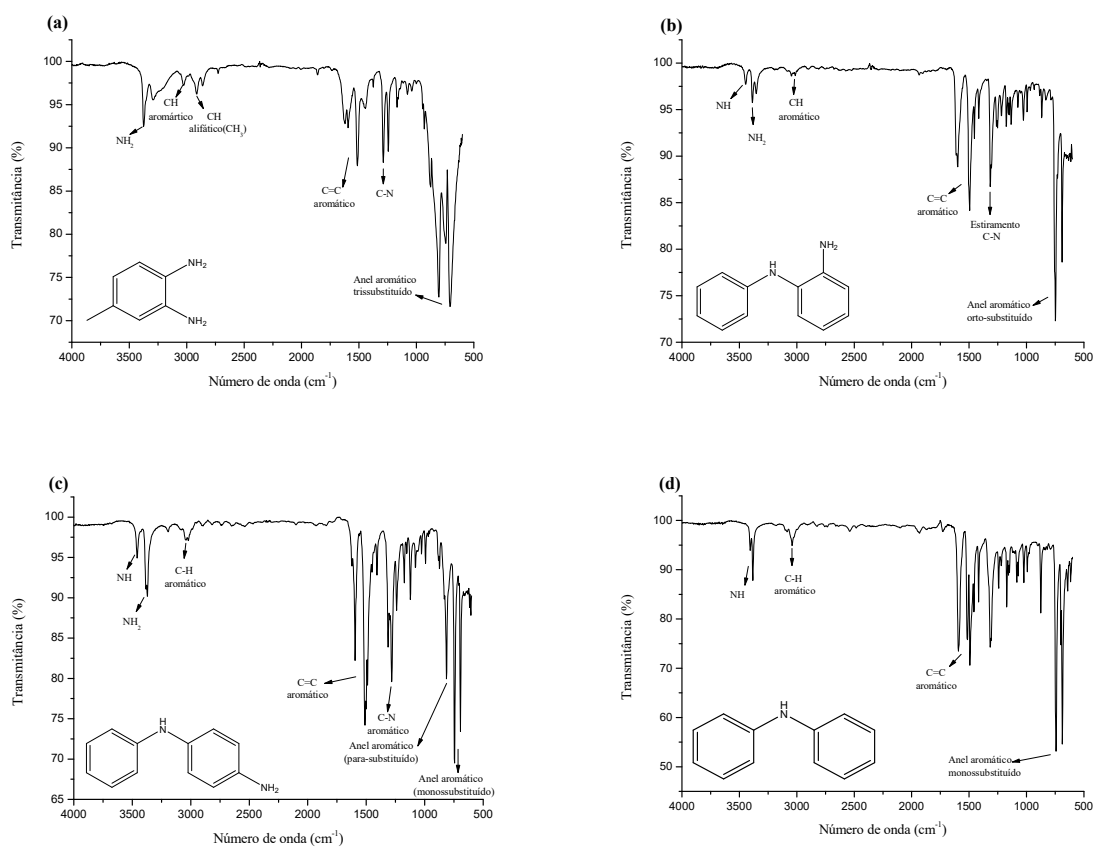 (a)
100
95
90
85
80
75
70
4000
3500
3000
2500
2000
1500
1000
500
Transmitância (%)
Número de onda (cm-1)
NH2
CH
aromártico
CH
alifático(CH3)
C=C
aromático
C-N
Anel aromático
trissubstituído
NH2
NH2
(b)
100
95
90
85
80
75
70
4000
3500
3000
2500
2000
1500
1000
500
Transmitância (%)
Número de onda (cm-1)
NH
NH2
CH
aromático
C=C
aromático
Estiramento
C-N
Anel aromático
orto-substituído
H
N
NH2
(c)
100
95
90
85
80
75
70
65
4000
3500
3000
2500
2000
1500
1000
500
Transmitância (%)
Número de onda (cm-1)
NH
NH2
C-H
aromático
C=C
aromático
C-N
aromático
Anel aromático
(para-substituído)
Anel aromático
(monossubstituído)
H
N
NH2
(d)
100
90
80
70
60
50
4000
3500
3000
2500
2000
1500
1000
500
Transmitância (%)
Número de onda (cm-1)
NH
C-H
aromático
C=C
aromático
Anel aromático
monossubstituído
H
N